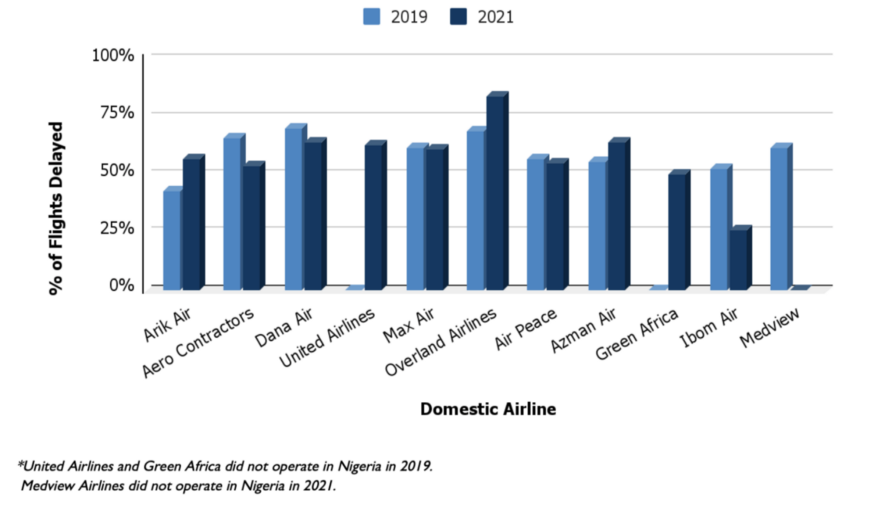 2019 2021
100%
75%
50%
25%
0%
% of Flights Delayed
Arik Air
Aero Contractors
Dana Air
United Airlines
Max Air
Overland Airlines
Air Peace
Azman Air
Green Africa
Ibom Air
Medview
Domestic Airline
*United Airlines and Green Africa did not operate in Nigeria in 2019.
Medview Airlines did not operate in Nigeria in 2021.